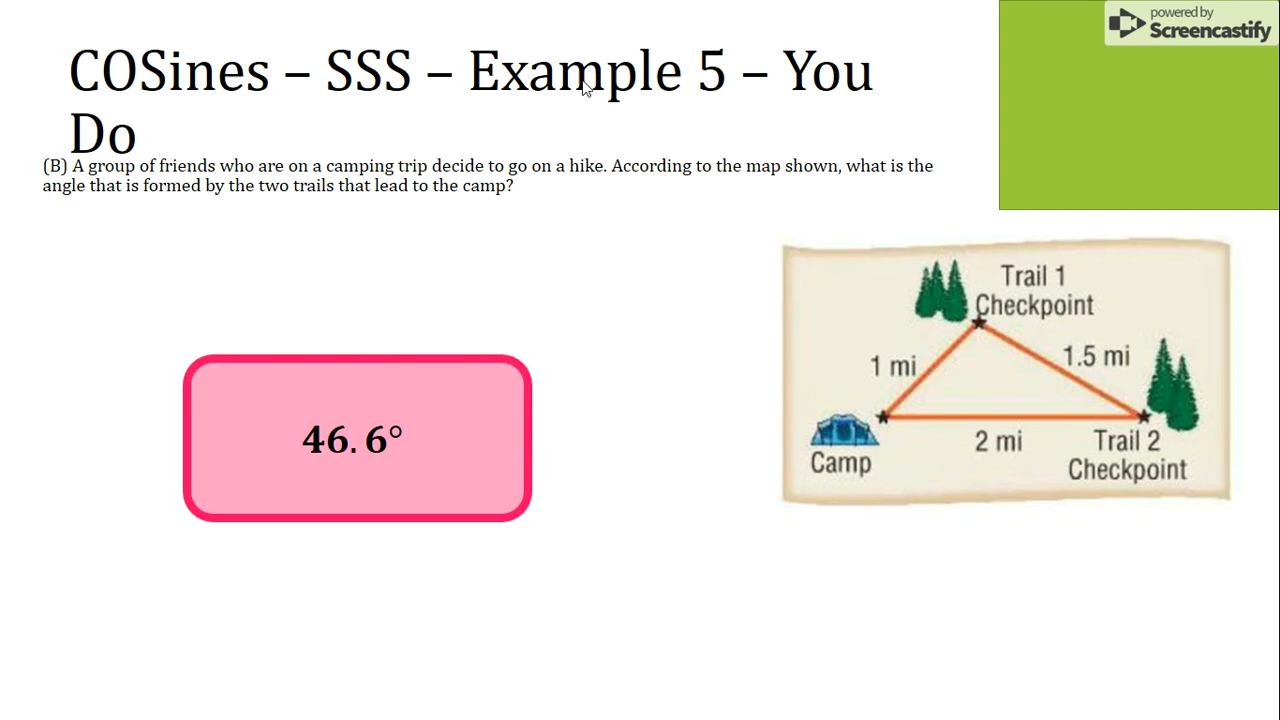 powered by
Screencastify
COSines – SSS – Example 5 – You
Do
(B) A group of friends who are on a camping trip decide to go on a hike. According to the map shown, what is the
angle that is formed by the two trails that lead to the camp?
Trail 1
Checkpoint
1 mi
1.5 mi
46.6°
2 mi
Trail 2
Checkpoint
Camp